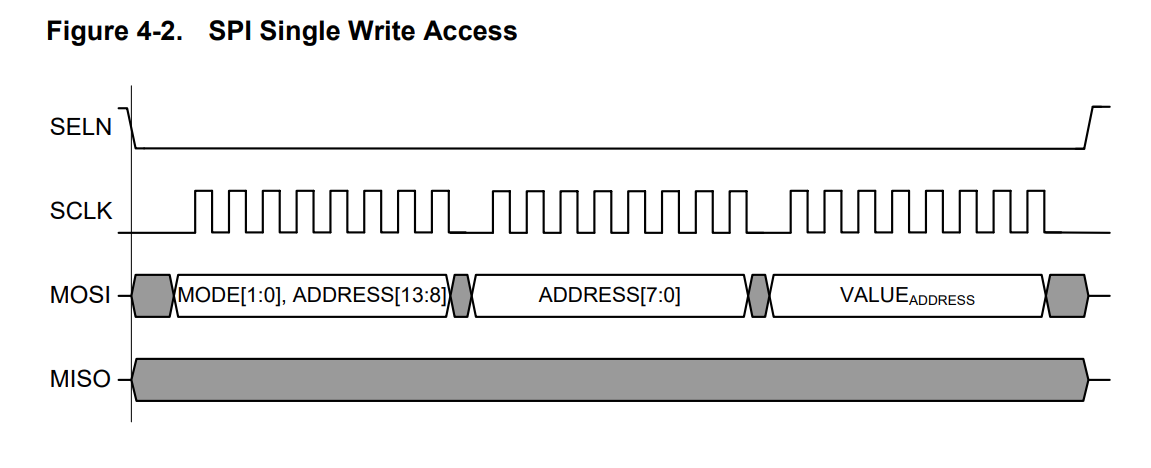 Figure 4-2. SPI Single Write Access
SELN
SCLK
MOSI MODE[1:0], ADDRESS[13:8] ADDRESS[7:0] VALUEADDRESS
MISO